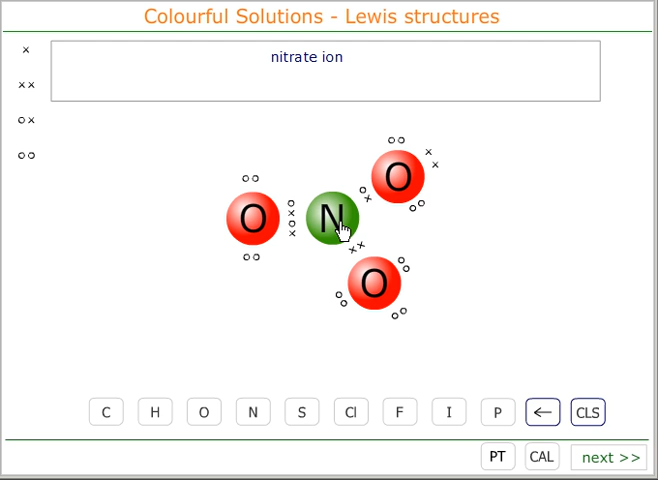 Colourful Solutions - Lewis structures
nitrate ion
O
O N
O
C H O N S Cl F I P CLS
PT CAL next >>